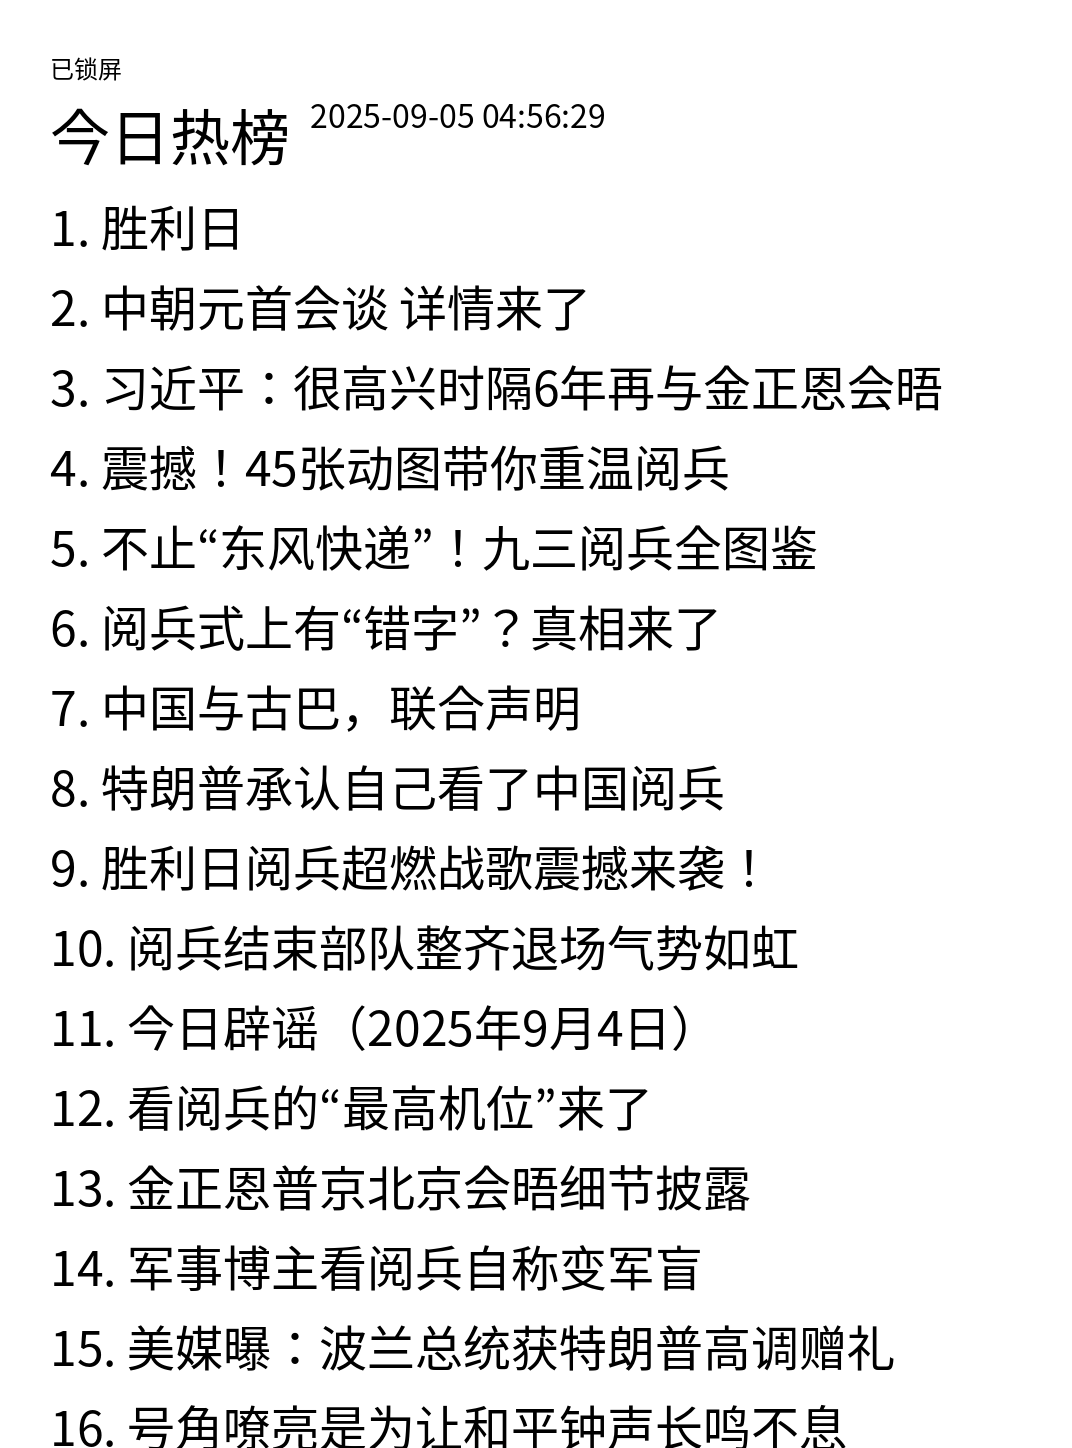 已锁屏
今日热榜 2025-09-05 04:56:29
1. 胜利日
2. 中朝元首会谈 详情来了
3. 习近平：很高兴时隔6年再与金正恩会晤
4. 震撼！45张动图带你重温阅兵
5. 不止“东风快递”！九三阅兵全图鉴
6. 阅兵式上有“错字”？真相来了
7. 中国与古巴，联合声明
8. 特朗普承认自己看了中国阅兵
9. 胜利日阅兵超燃战歌震撼来袭！
10. 阅兵结束部队整齐退场气势如虹
11. 今日辟谣（2025年9月4日）
12. 看阅兵的“最高机位”来了
13. 金正恩普京北京会晤细节披露
14. 军事博主看阅兵自称变军盲
15. 美媒曝：波兰总统获特朗普高调赠礼
16. 号角嘹亮是为让和平钟声长鸣不息